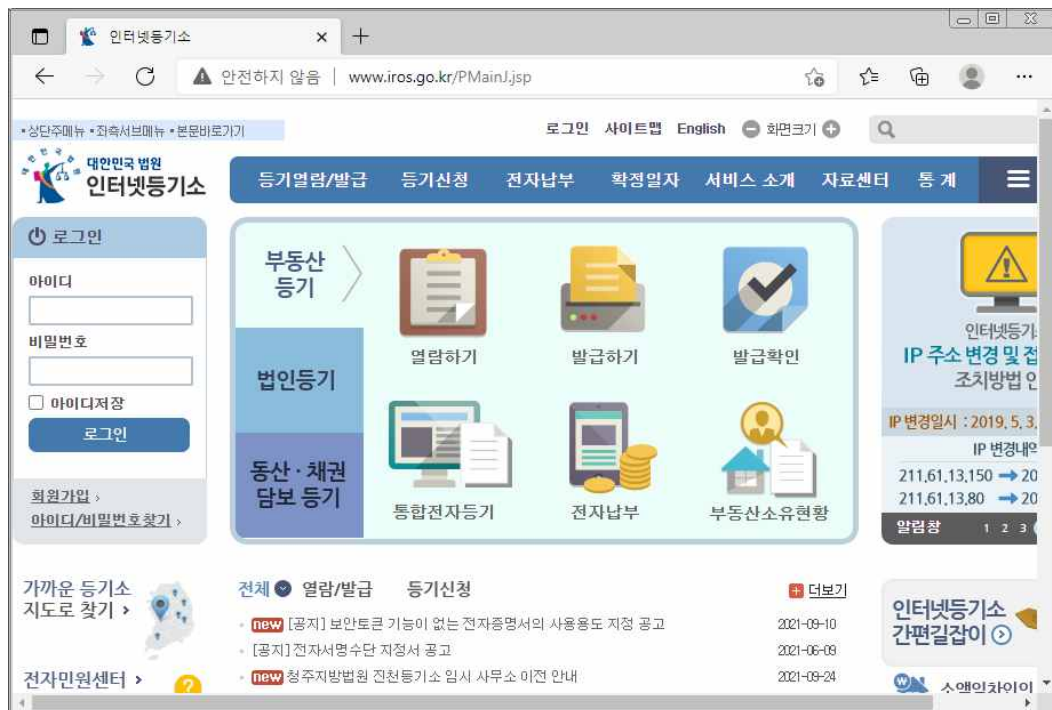 인터넷등기소
안전하지 않음 | www.iros.go.kr/PMainJ.jsp
•상단주메뉴 •좌측서브메뉴 •본문바로가기
로그인 사이트맵 English 화면크기
대한민국 법원
인터넷등기소
등기열람/발급 등기신청 전자납부 확정일자 서비스 소개 자료센터 통계
로그인
아이디
비밀번호
아이디저장
로그인
회원가입 ›
아이디/비밀번호찾기 ›
부동산
등기
법인등기
동산·채권
담보 등기
열람하기 발급하기 발급확인
통합전자등기 전자납부 부동산소유현황
인터넷등기
IP 주소 변경 및 접
조치방법 안
IP 변경일시 : 2019. 5. 3.
IP 변경내역
211.61.13.150 → 20
211.61.13.80 → 20
알림창 1 2 3
가까운 등기소
지도로 찾기 ›
전자민원센터 ›
전체 열람/발급 등기신청 더보기
new [공지] 보안토큰 기능이 없는 전자증명서의 사용용도 지정 공고 2021-09-10
[공지]전자서명수단 지정서 공고 2021-06-09
new 청주지방법원 진천등기소 임시 사무소 이전 안내 2021-09-24
인터넷등기소
간편길잡이